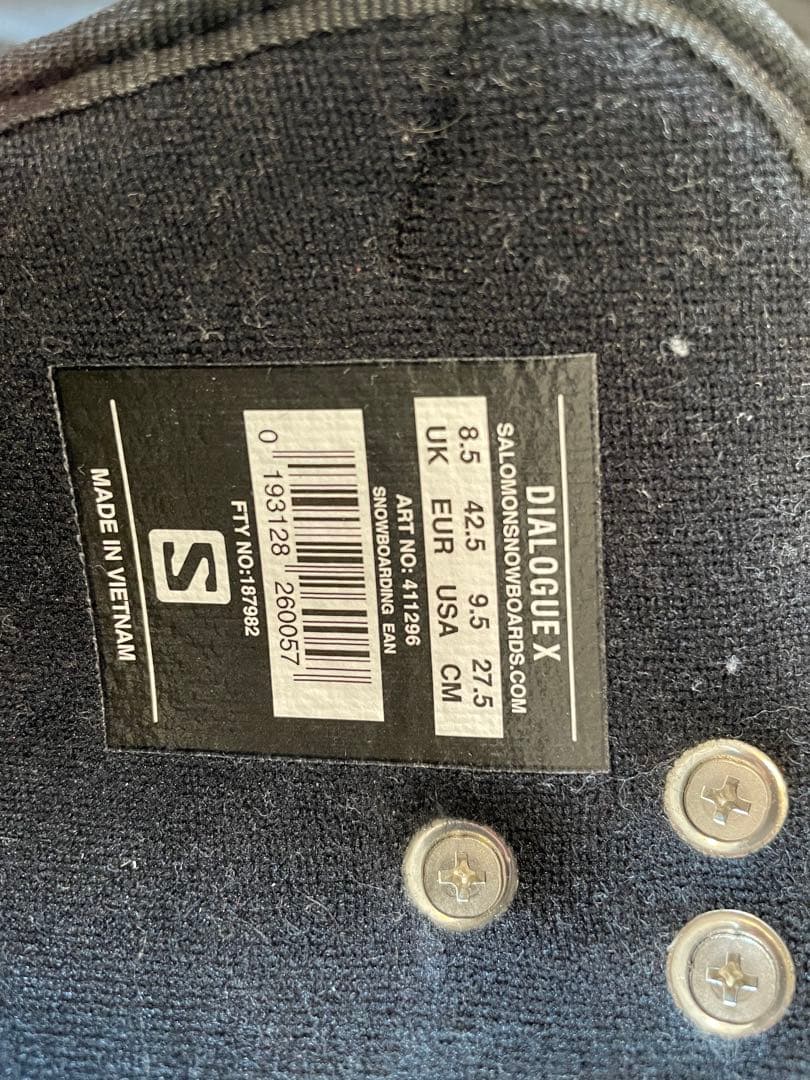 DIALOGUE X
SALOMONSNOWBOARDS.COM
8.5 42.5 9.5 27.5
UK EUR USA CM
ART NO: 411296
SNOWBOARDING EAN
0 193128 260057
FTY NO:187982
S
MADE IN VIETNAM